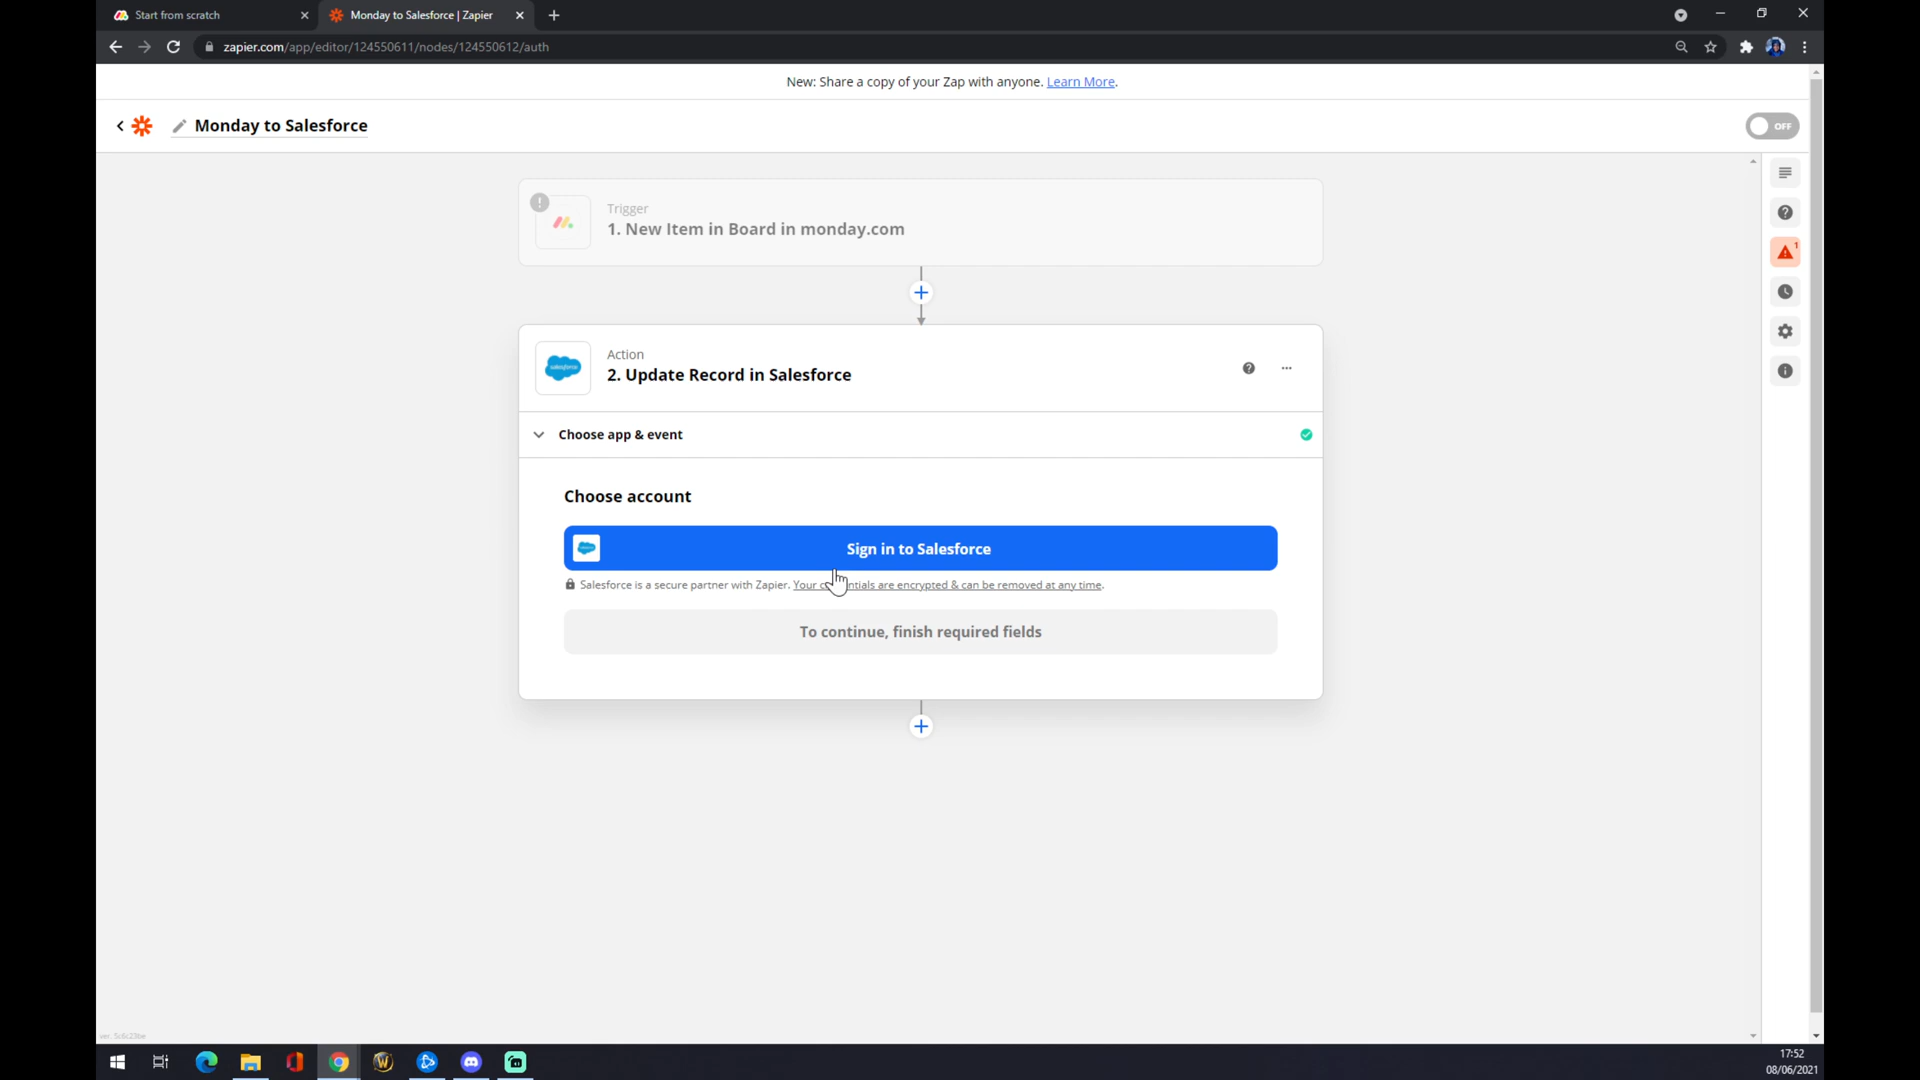 Start from scratch
Monday to Salesforce | Zapier
zapier.com/app/editor/124550611/nodes/124550612/auth
New: Share a copy of your Zap with anyone. Learn More.
Monday to Salesforce
OFF
Trigger
1. New Item in Board in monday.com
1
Action
2. Update Record in Salesforce
Choose app & event
Choose account
salesforce
Sign in to Salesforce
Salesforce is a secure partner with Zapier. Your entials are encrypted & can be removed at any time.
To continue, finish required fields
17:52
08/06/2021